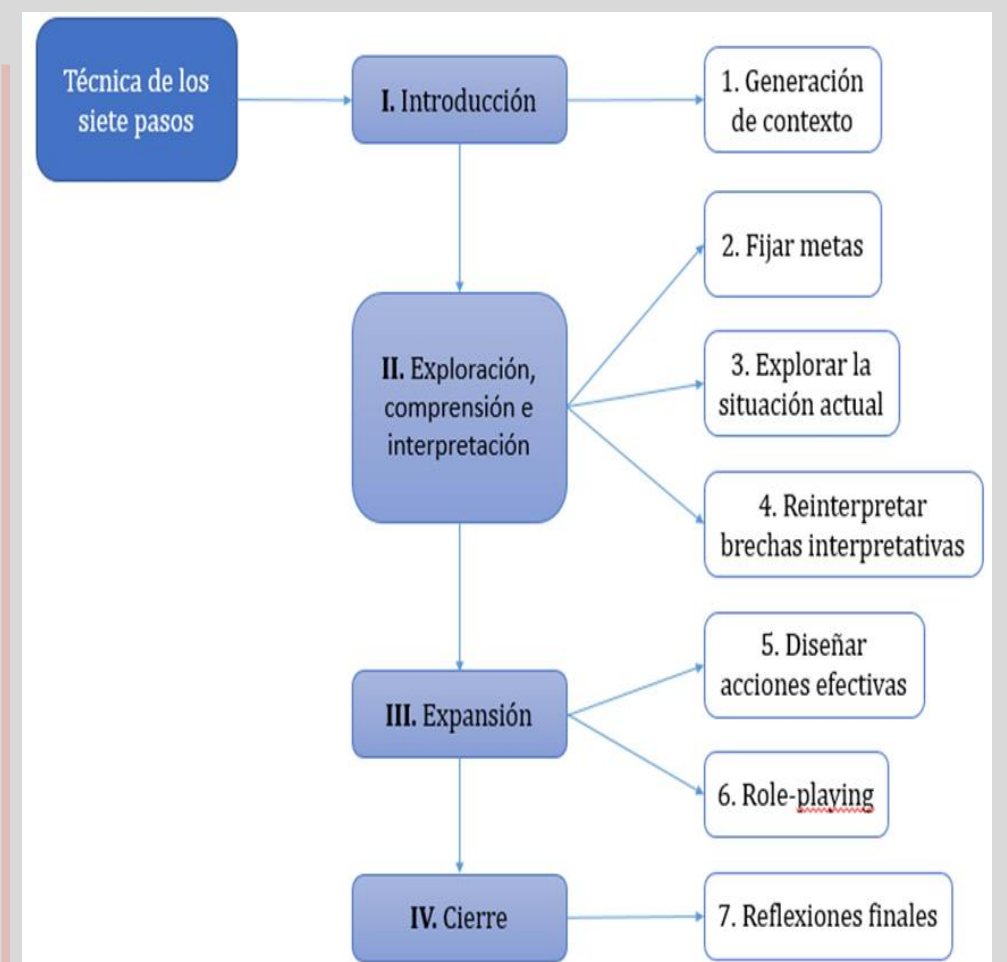 Técnica de los
siete pasos
I. Introducción
1. Generación
de contexto
II. Exploración,
comprensión e
interpretación
2. Fijar metas
3. Explorar la
situación actual
4. Reinterpretar
brechas interpretativas
III. Expansión
5. Diseñar
acciones efectivas
6. Role-playing
IV. Cierre
7. Reflexiones finales